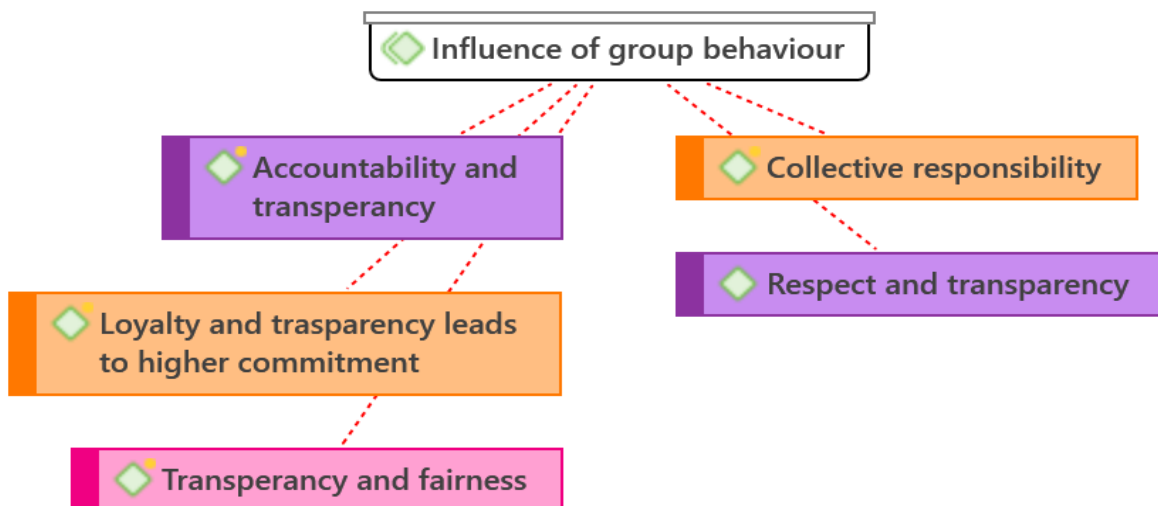 Influence of group behaviour
Accountability and
transperancy
Collective responsibility
Respect and transparency
Loyalty and trasparency leads
to higher commitment
Transperancy and fairness